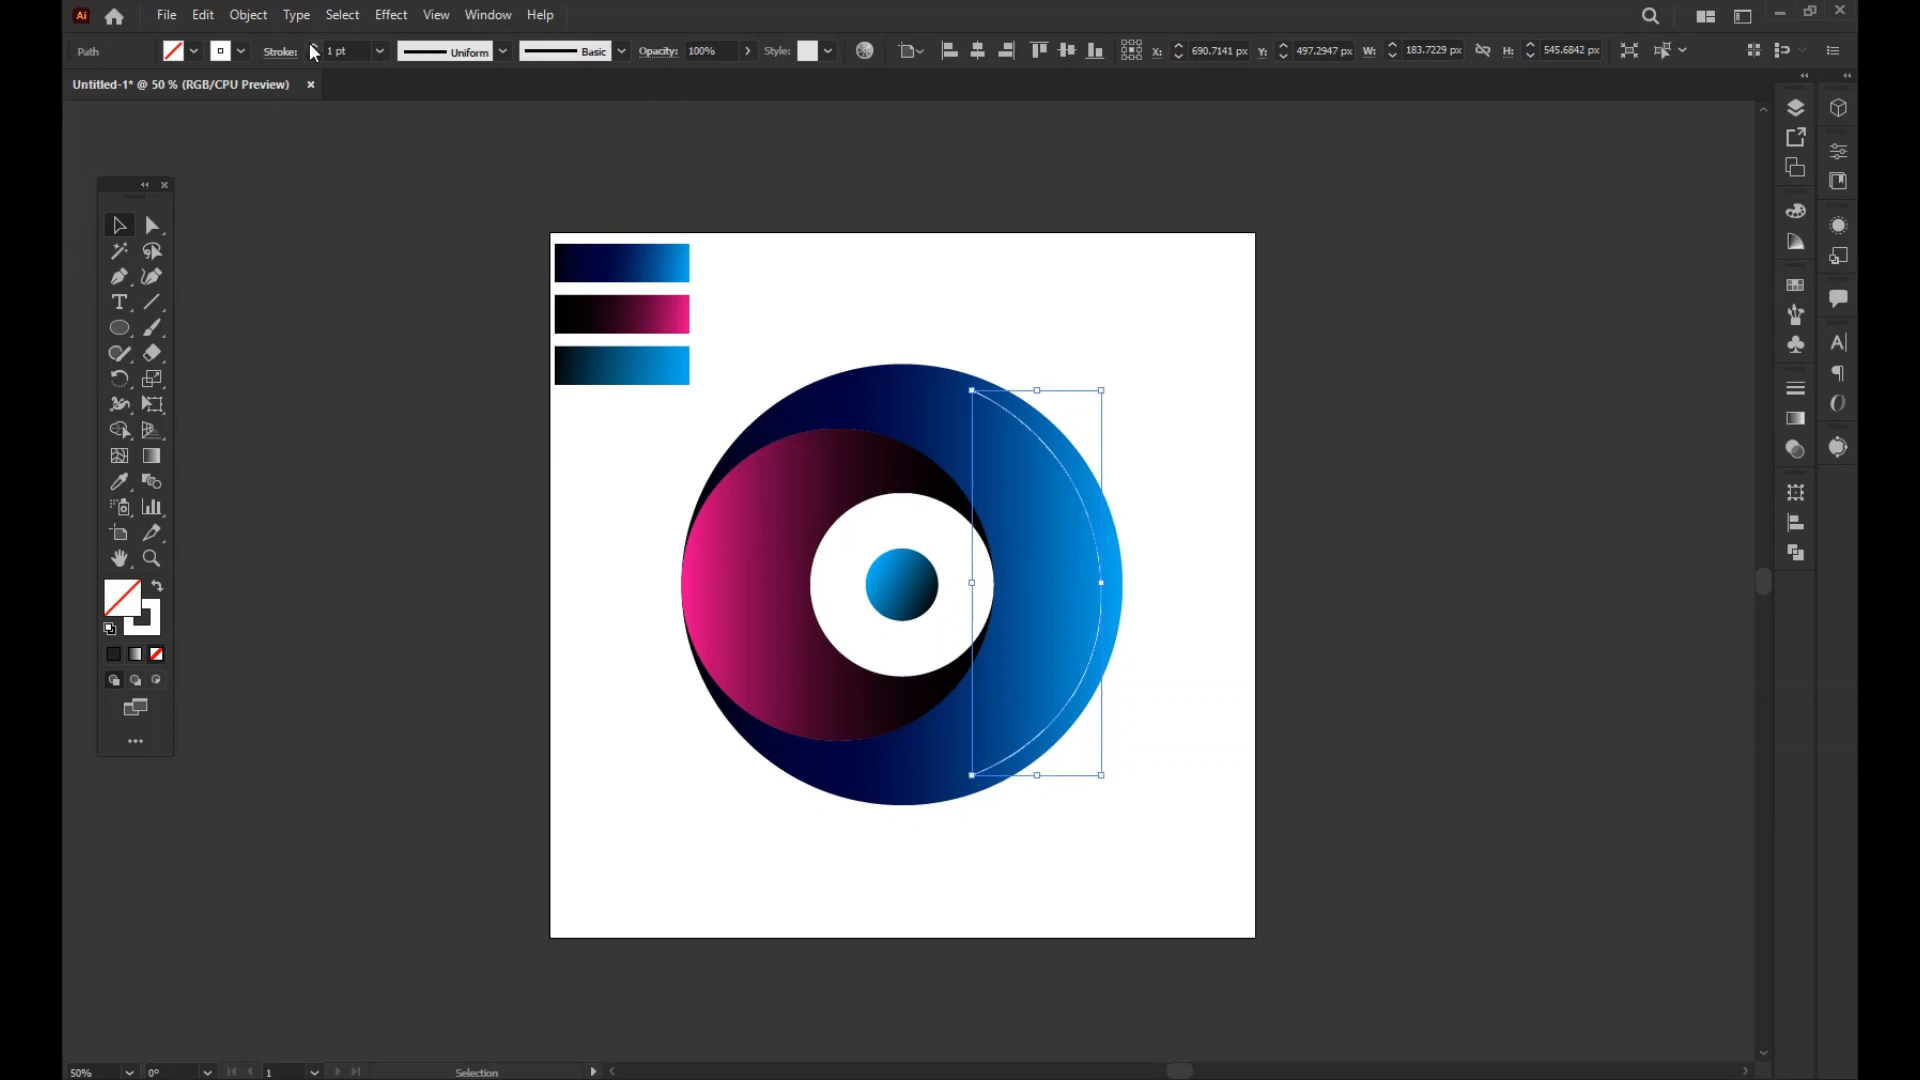 Ai File Edit Object Type Select Effect View Window Help
Path Stroke: 1 pt Uniform Basic Opacity: 100% Style: X: 690.7141 px Y: 497.2947 px W: 183.7229 px H: 545.6842 px
Untitled-1* @ 50 % (RGB/CPU Preview)
50% 0° 1 Selection